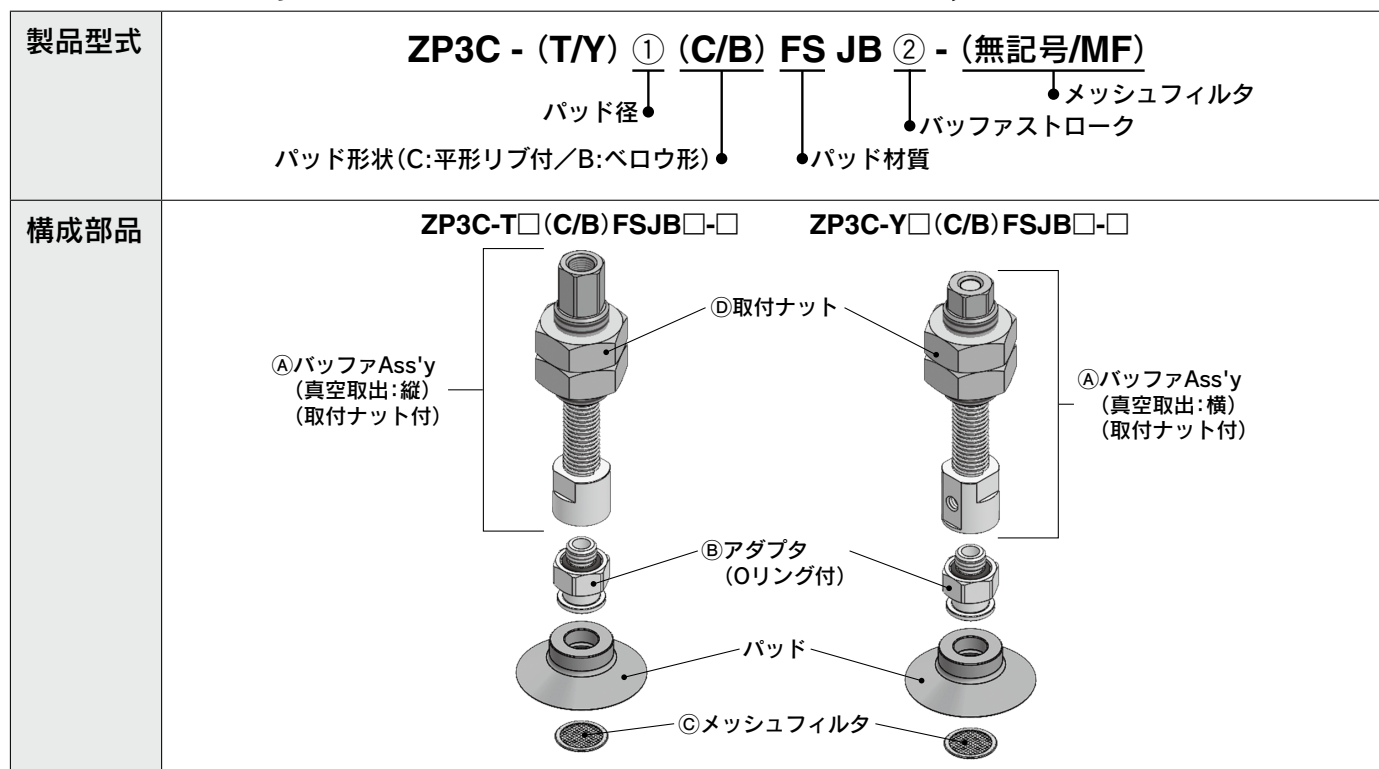 製品型式
ZP3C - (T/Y) ① (C/B) FS JB ② - (無記号/MF)
メッシュフィルタ
パッド径
バッファストローク
パッド形状(C:平形リブ付／B:ベロウ形)
パッド材質
構成部品
ZP3C-T□(C/B)FSJB□-□
ZP3C-Y□(C/B)FSJB□-□
Ⓓ取付ナット
ⒶバッファAss'y
(真空取出:縦)
(取付ナット付)
ⒶバッファAss'y
(真空取出:横)
(取付ナット付)
Ⓑアダプタ
(Oリング付)
パッド
Ⓒメッシュフィルタ